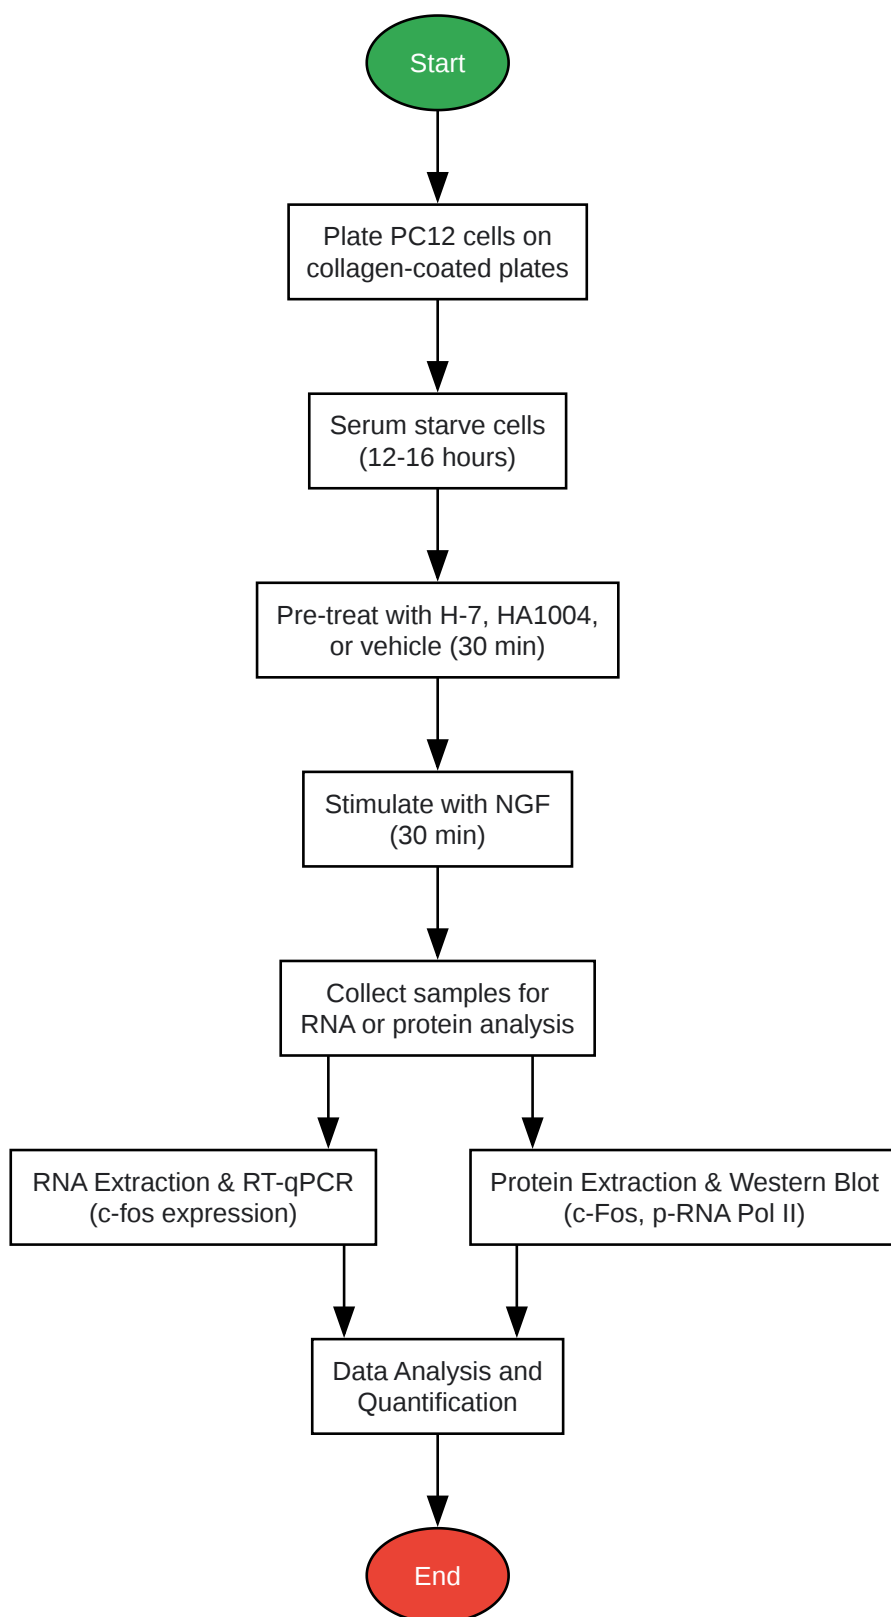 Start
Plate PC12 cells on
collagen-coated plates
Serum starve cells
(12-16 hours)
Pre-treat with H-7, HA1004,
or vehicle (30 min)
Stimulate with NGF
(30 min)
Collect samples for
RNA or protein analysis
RNA Extraction & RT-qPCR
(c-fos expression)
Protein Extraction & Western Blot
(c-Fos, p-RNA Pol II)
Data Analysis and
Quantification
End